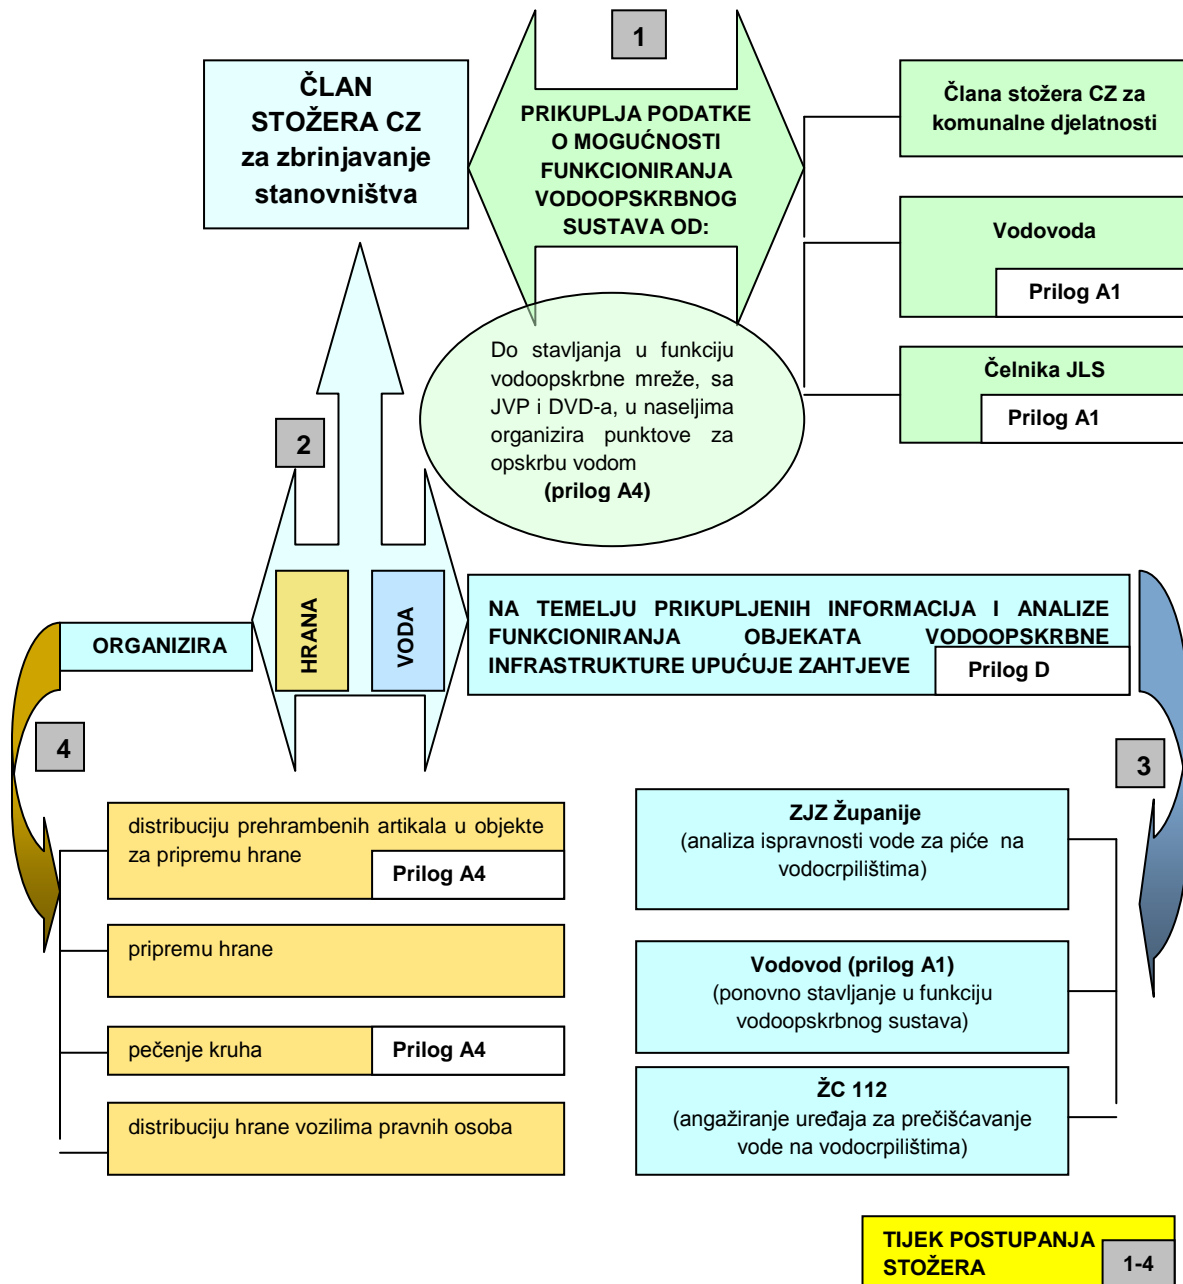 1
ČLAN
STOŽERA CZ
za zbrinjavanje
stanovništva
PRIKUPLJA PODATKE
O MOGUĆNOSTI
FUNKCIONIRANJA
VODOOPSKRBNOG
SUSTAVA OD:
Člana stožera CZ za
komunalne djelatnosti
Vodovoda
Prilog A1
Čelnika JLS
Prilog A1
Do stavljanja u funkciju
vodoopskrbne mreže, sa
JVP i DVD-a, u naseljima
organizira punktove za
opskrbu vodom
(prilog A4)
2
HRANA
VODA
ORGANIZIRA
NA TEMELJU PRIKUPLJENIH INFORMACIJA I ANALIZE
FUNKCIONIRANJA OBJEKATA VODOOPSKRBNE
INFRASTRUKTURE UPUĆUJE ZAHTJEVE
Prilog D
4
3
distribuciju prehrambenih artikala u objekte
za pripremu hrane
Prilog A4
pripremu hrane
pečenje kruha
Prilog A4
distribuciju hrane vozilima pravnih osoba
ZJZ Županije
(analiza ispravnosti vode za piće na
vodocrpilištima)
Vodovod (prilog A1)
(ponovno stavljanje u funkciju
vodoopskrbnog sustava)
ŽC 112
(angažiranje uređaja za prečišćavanje
vode na vodocrpilištima)
TIJEK POSTUPANJA
STOŽERA
1-4